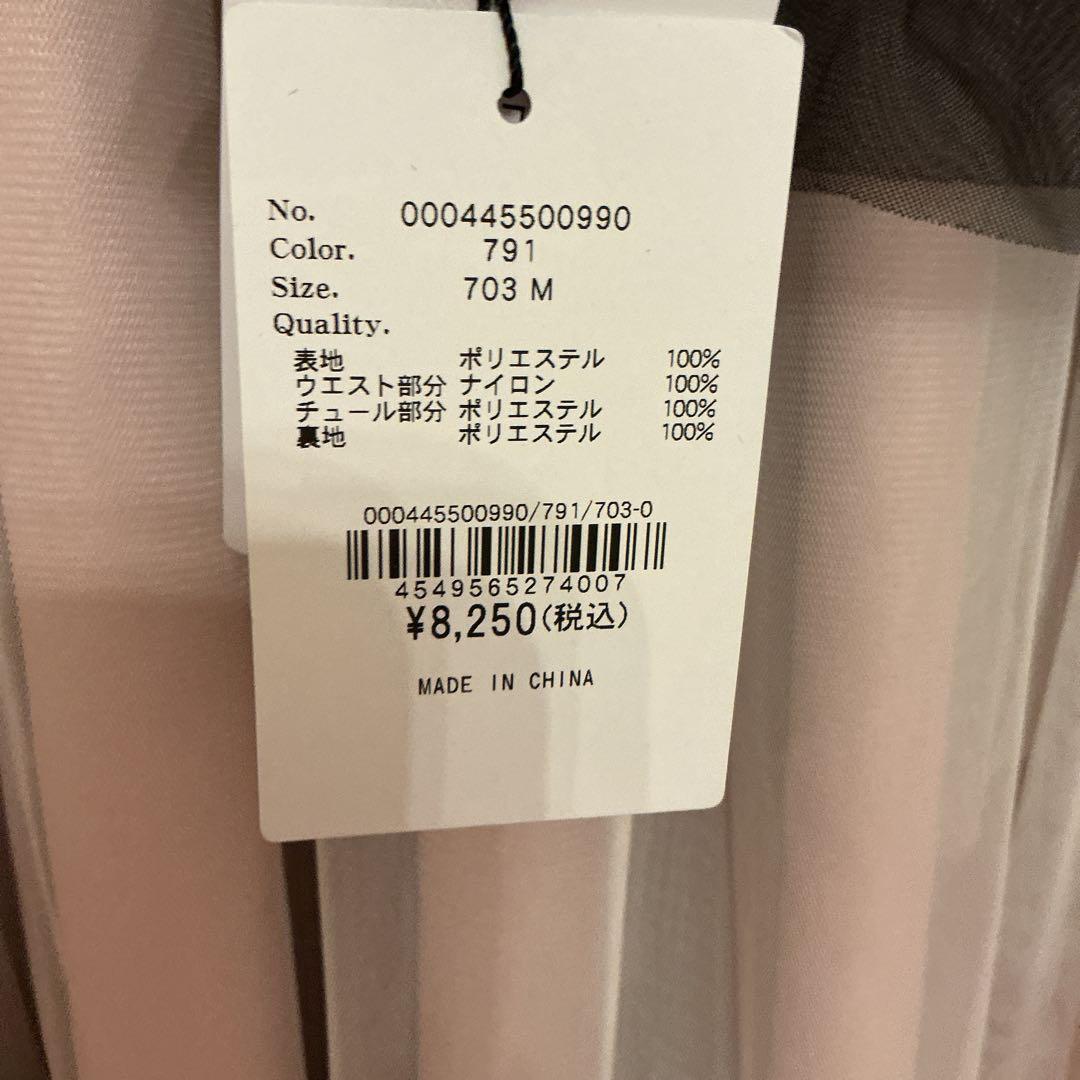 No. 000445500990
Color. 791
Size. 703 M
Quality.
表地 ポリエステル 100%
ウエスト部分 ナイロン 100%
チュール部分 ポリエステル 100%
裏地 ポリエステル 100%
000445500990/791/703-0
4549565274007
¥8,250(税込)
MADE IN CHINA